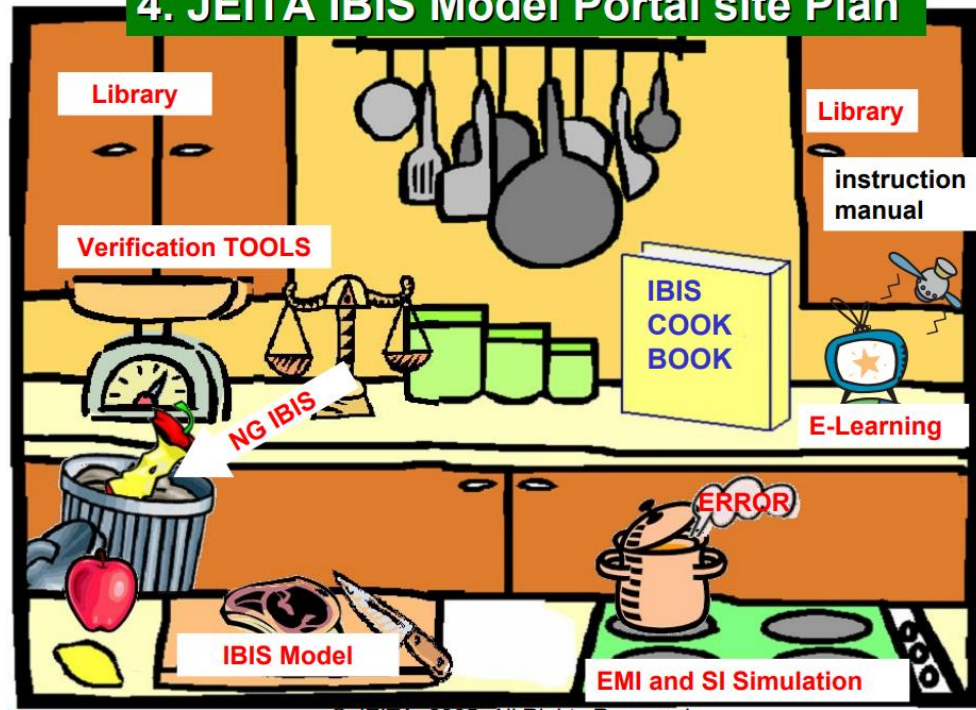 4. JEITA IBIS Model Portal site Plan
Library
Library
instruction
manual
Verification TOOLS
IBIS
COOK
BOOK
NG IBIS
E-Learning
ERROR
IBIS Model
EMI and SI Simulation